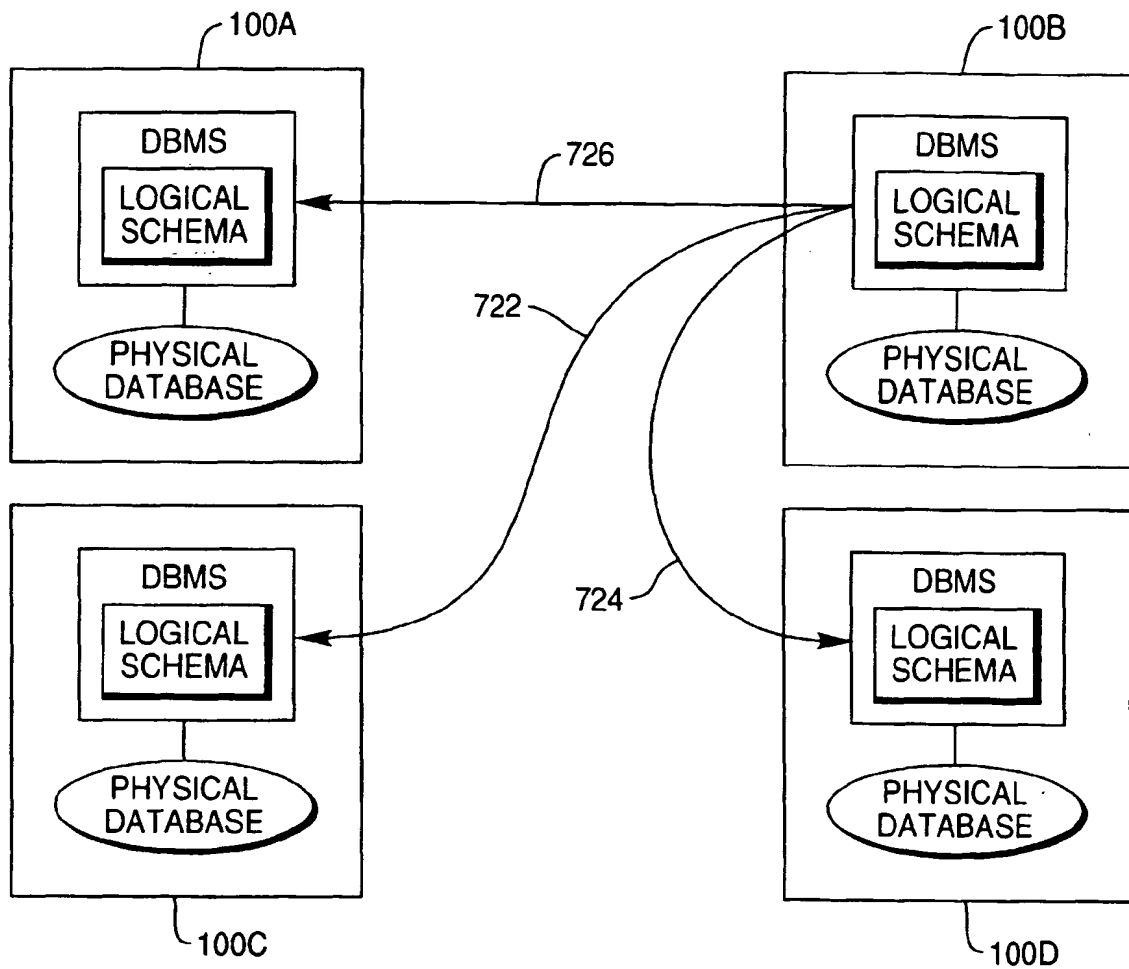 100A
100B
DBMS
LOGICAL
SCHEMA
PHYSICAL
DATABASE
726
DBMS
LOGICAL
SCHEMA
PHYSICAL
DATABASE
722
724
DBMS
LOGICAL
SCHEMA
PHYSICAL
DATABASE
DBMS
LOGICAL
SCHEMA
PHYSICAL
DATABASE
100C
100D